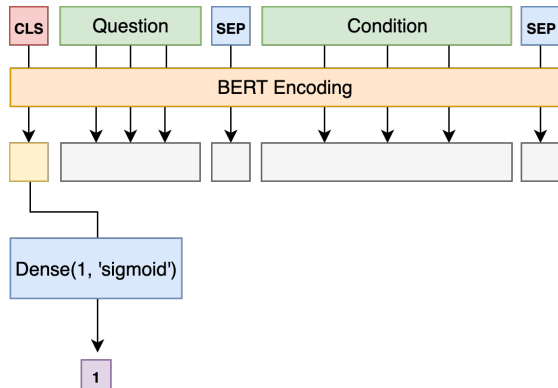 CLS
Question
SEP
Condition
SEP
BERT Encoding
Dense(1, 'sigmoid')
1